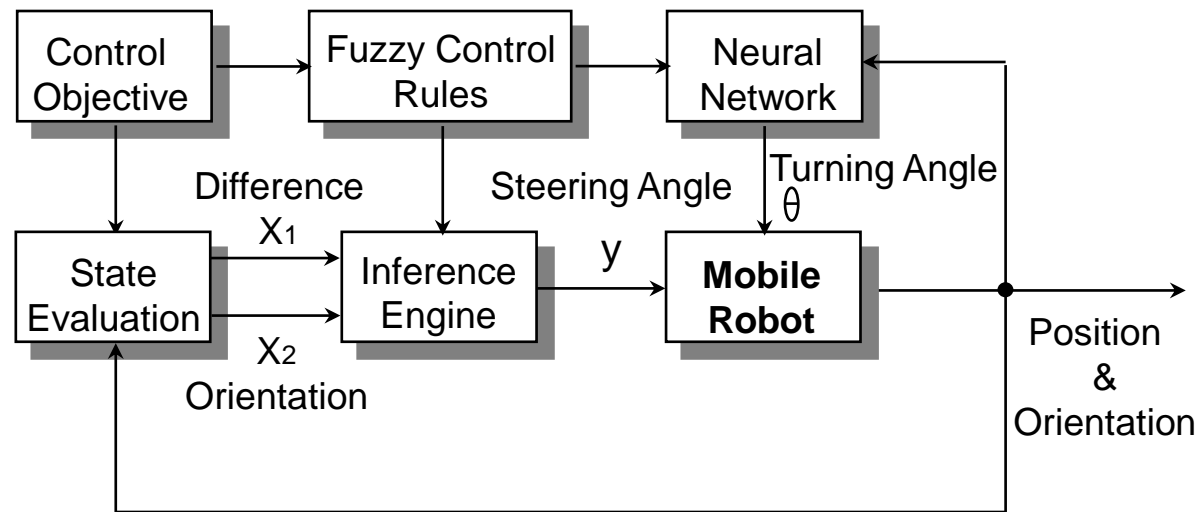 Control
Objective
Fuzzy Control
Rules
Neural
Network
Difference
X1
Steering Angle
Turning Angle
θ
State
Evaluation
Inference
Engine
y
Mobile
Robot
X2
Orientation
Position
&
Orientation